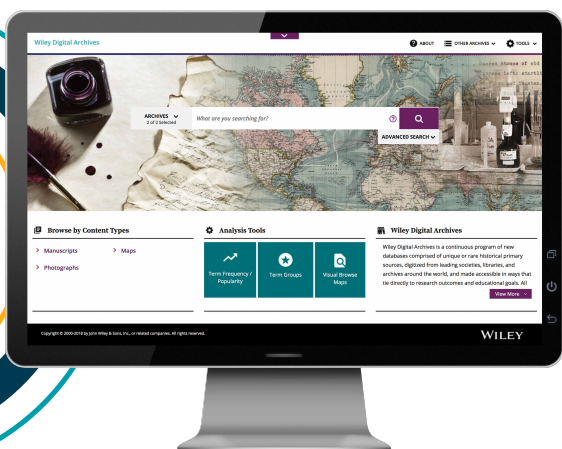 Wiley Digital Archives
ABOUT
OTHER ARCHIVES
TOOLS
ARCHIVES
2 of 2 Selected
What are you searching for?
ADVANCED SEARCH
Browse by Content Types
Manuscripts
Maps
Photographs
Analysis Tools
Term Frequency /
Popularity
Term Groups
Visual Browse
Maps
Wiley Digital Archives
Wiley Digital Archives is a continuous program of new
databases comprised of unique or rare historical primary
sources, digitized from leading societies, libraries, and
archives around the world, and made accessible in ways that
tie directly to research outcomes and educational goals. All
View More
Copyright © 2000-2018 by John Wiley & Sons, Inc., or related companies. All rights reserved.
WILEY